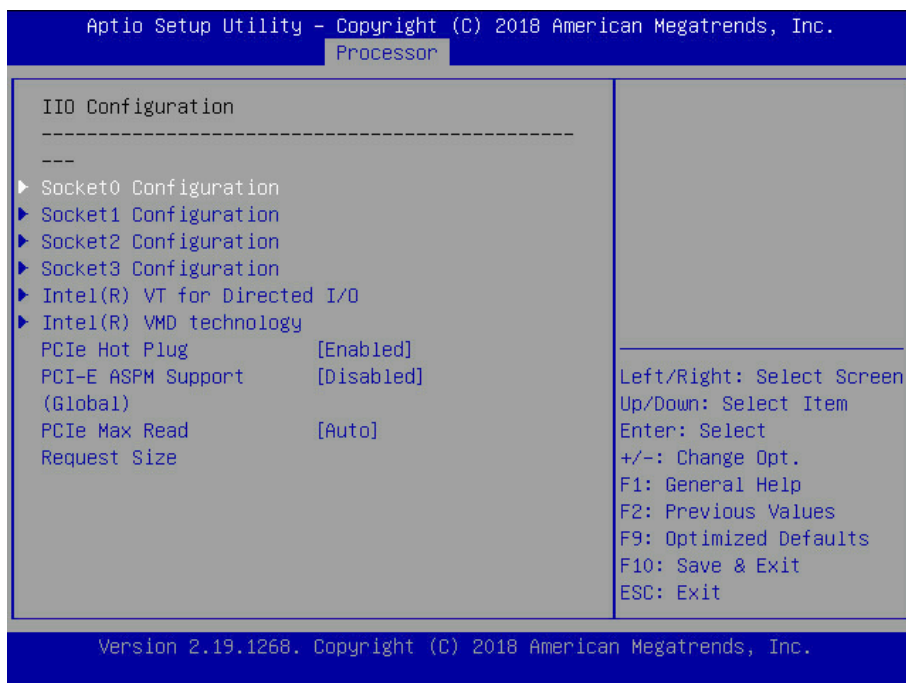 Aptio Setup Utility – Copyright (C) 2018 American Megatrends, Inc.
Processor
IIO Configuration
--------------------------------------------------
---
Socket0 Configuration
Socket1 Configuration
Socket2 Configuration
Socket3 Configuration
Intel(R) VT for Directed I/O
Intel(R) VMD technology
PCIe Hot Plug [Enabled]
PCI-E ASPM Support [Disabled]
(Global)
PCIe Max Read [Auto]
Request Size
Left/Right: Select Screen
Up/Down: Select Item
Enter: Select
+/-: Change Opt.
F1: General Help
F2: Previous Values
F9: Optimized Defaults
F10: Save & Exit
ESC: Exit
Version 2.19.1268. Copyright (C) 2018 American Megatrends, Inc.